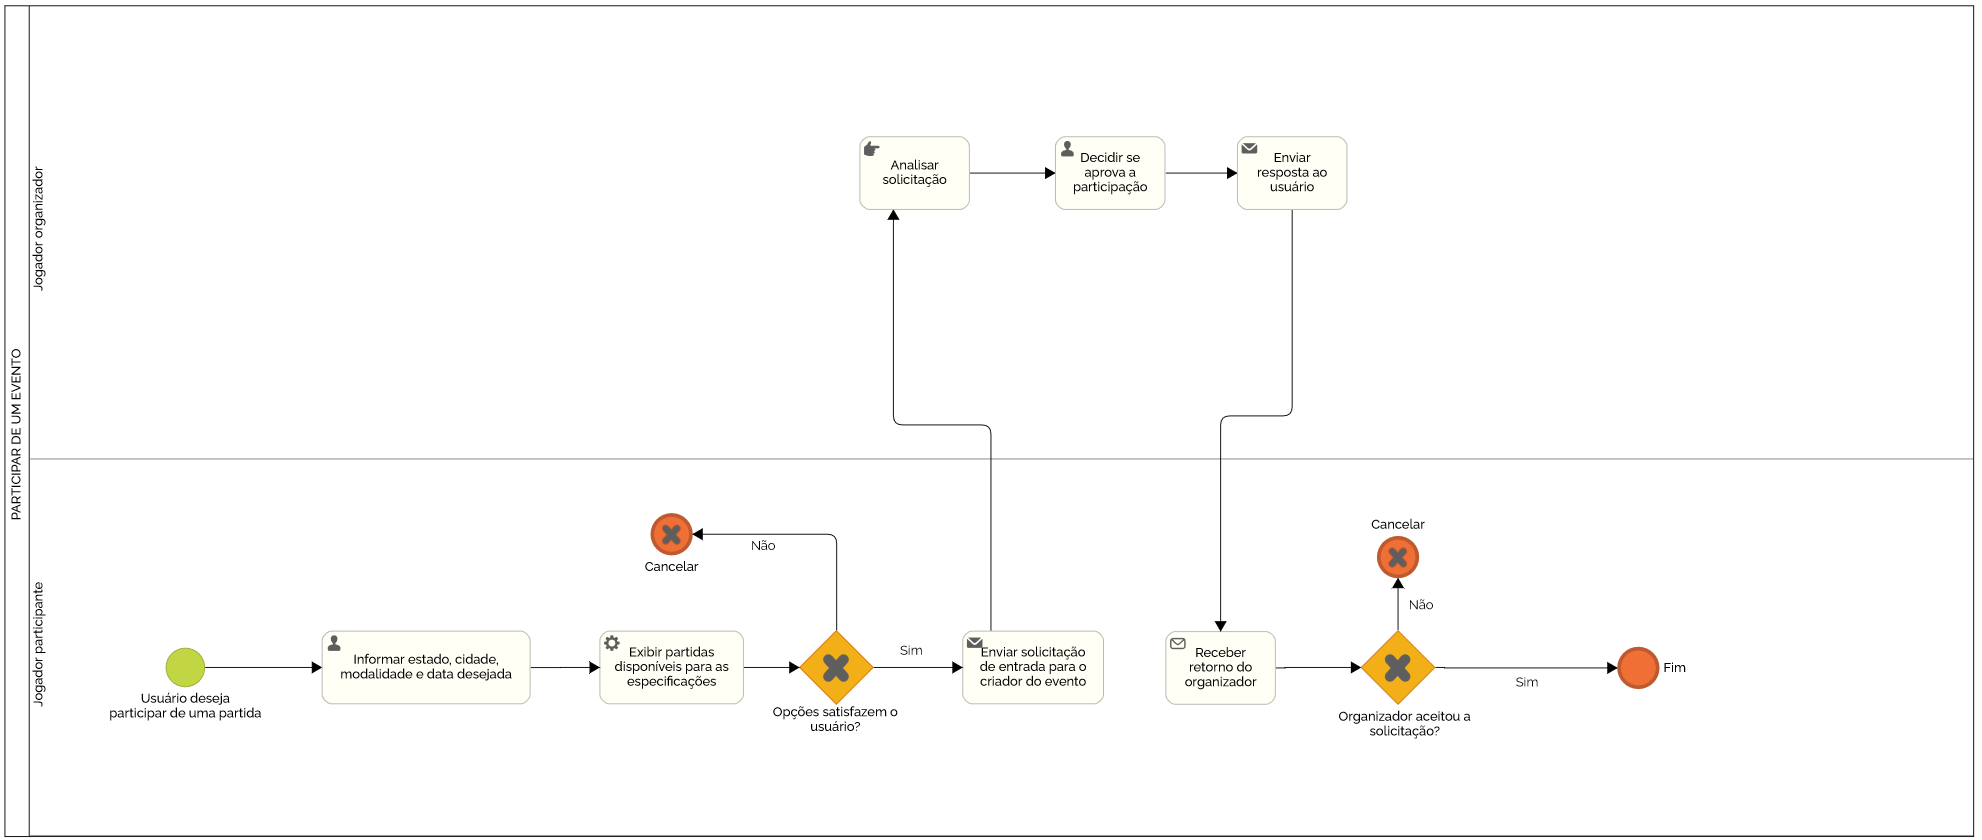 PARTICIPAR DE UM EVENTO
Jogador organizador
Analisar
solicitação
Decidir se
aprova a
participação
Enviar
resposta ao
usuário
Jogador participante
Usuário deseja
participar de uma partida
Informar estado, cidade,
modalidade e data desejada
Exibir partidas
disponíveis para as
especificações
Opções satisfazem o
usuário?
Não
Cancelar
Sim
Enviar solicitação
de entrada para o
criador do evento
Receber
retorno do
organizador
Organizador aceitou a
solicitação?
Não
Cancelar
Sim
Fim